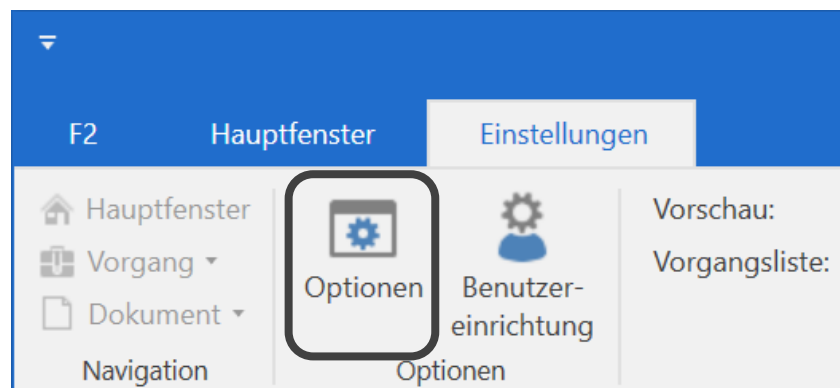 F2
Hauptfenster
Einstellungen
Hauptfenster
Vorgang
Dokument
Navigation
Optionen
Benutzer-
einrichtung
Optionen
Vorschau:
Vorgangsliste: